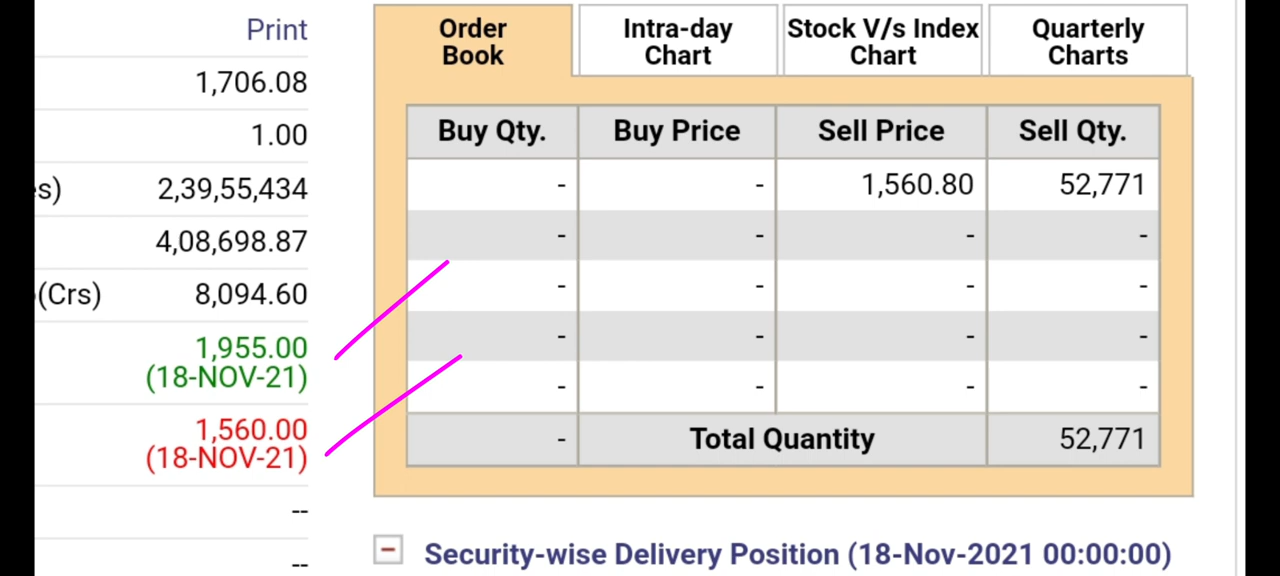 Print
1,706.08
1.00
s) 2,39,55,434
4,08,698.87
(Crs) 8,094.60
1,955.00
(18-NOV-21)
1,560.00
(18-NOV-21)
--
--
Order
Book
Intra-day
Chart
Stock V/s Index
Chart
Quarterly
Charts
Buy Qty. Buy Price Sell Price Sell Qty.
- - 1,560.80 52,771
- - - -
- - - -
- - - -
- - - -
- Total Quantity 52,771
Security-wise Delivery Position (18-Nov-2021 00:00:00)